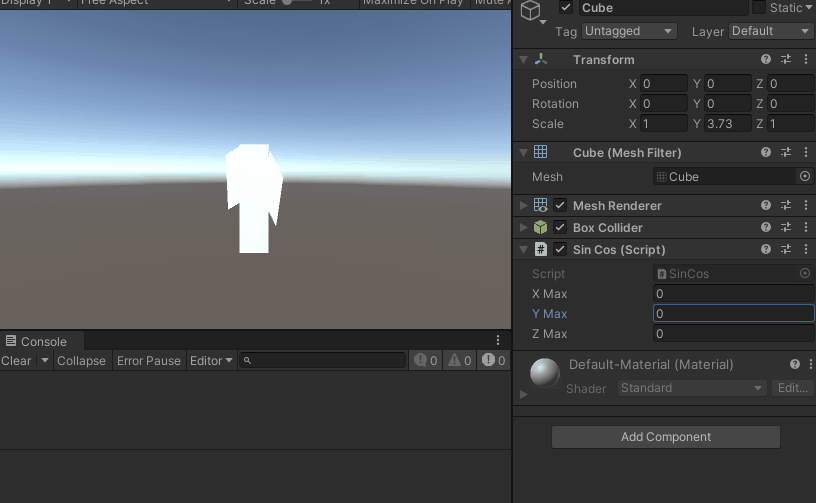 Display 1 Free Aspect Scale 1x Maximize On Play Mute A
Cube Static
Tag Untagged Layer Default
Transform
Position X 0 Y 0 Z 0
Rotation X 0 Y 0 Z 0
Scale X 1 Y 3.73 Z 1
Cube (Mesh Filter)
Mesh Cube
Mesh Renderer
Box Collider
# Sin Cos (Script)
Script # SinCos
X Max 0
Y Max 0
Z Max 0
Default-Material (Material)
Shader Standard Edit...
Add Component
Console
Clear Collapse Error Pause Editor 0 0 0